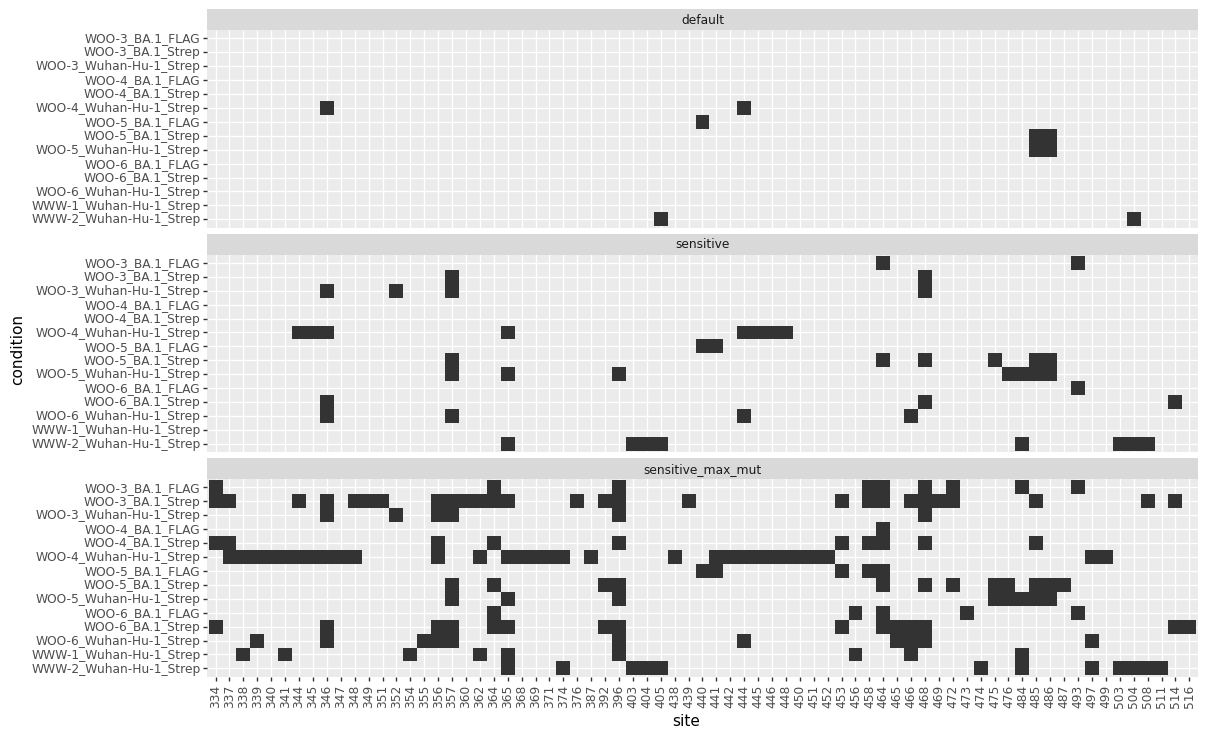 default
WOO-3_BA.1_FLAG
WOO-3_BA.1_Strep
WOO-3_Wuhan-Hu-1_Strep
WOO-4_BA.1_FLAG
WOO-4_BA.1_Strep
WOO-4_Wuhan-Hu-1_Strep
WOO-5_BA.1_FLAG
WOO-5_BA.1_Strep
WOO-5_Wuhan-Hu-1_Strep
WOO-6_BA.1_FLAG
WOO-6_BA.1_Strep
WOO-6_Wuhan-Hu-1_Strep
WWW-1_Wuhan-Hu-1_Strep
WWW-2_Wuhan-Hu-1_Strep
sensitive
WOO-3_BA.1_FLAG
WOO-3_BA.1_Strep
WOO-3_Wuhan-Hu-1_Strep
WOO-4_BA.1_FLAG
WOO-4_BA.1_Strep
WOO-4_Wuhan-Hu-1_Strep
WOO-5_BA.1_FLAG
WOO-5_BA.1_Strep
WOO-5_Wuhan-Hu-1_Strep
WOO-6_BA.1_FLAG
WOO-6_BA.1_Strep
WOO-6_Wuhan-Hu-1_Strep
WWW-1_Wuhan-Hu-1_Strep
WWW-2_Wuhan-Hu-1_Strep
condition
sensitive_max_mut
WOO-3_BA.1_FLAG
WOO-3_BA.1_Strep
WOO-3_Wuhan-Hu-1_Strep
WOO-4_BA.1_FLAG
WOO-4_BA.1_Strep
WOO-4_Wuhan-Hu-1_Strep
WOO-5_BA.1_FLAG
WOO-5_BA.1_Strep
WOO-5_Wuhan-Hu-1_Strep
WOO-6_BA.1_FLAG
WOO-6_BA.1_Strep
WOO-6_Wuhan-Hu-1_Strep
WWW-1_Wuhan-Hu-1_Strep
WWW-2_Wuhan-Hu-1_Strep
334 337 338 339 340 341 344 345 346 347 348 349 351 352 354 355 356 357 360 362 364 365 368 369 371 374 376 387 392 396 403 404 405 438 439 440 441 442 444 445 446 448 450 451 452 453 456 458 464 465 466 468 469 472 473 474 475 476 484 485 486 487 493 497 499 503 504 508 511 514 516
site